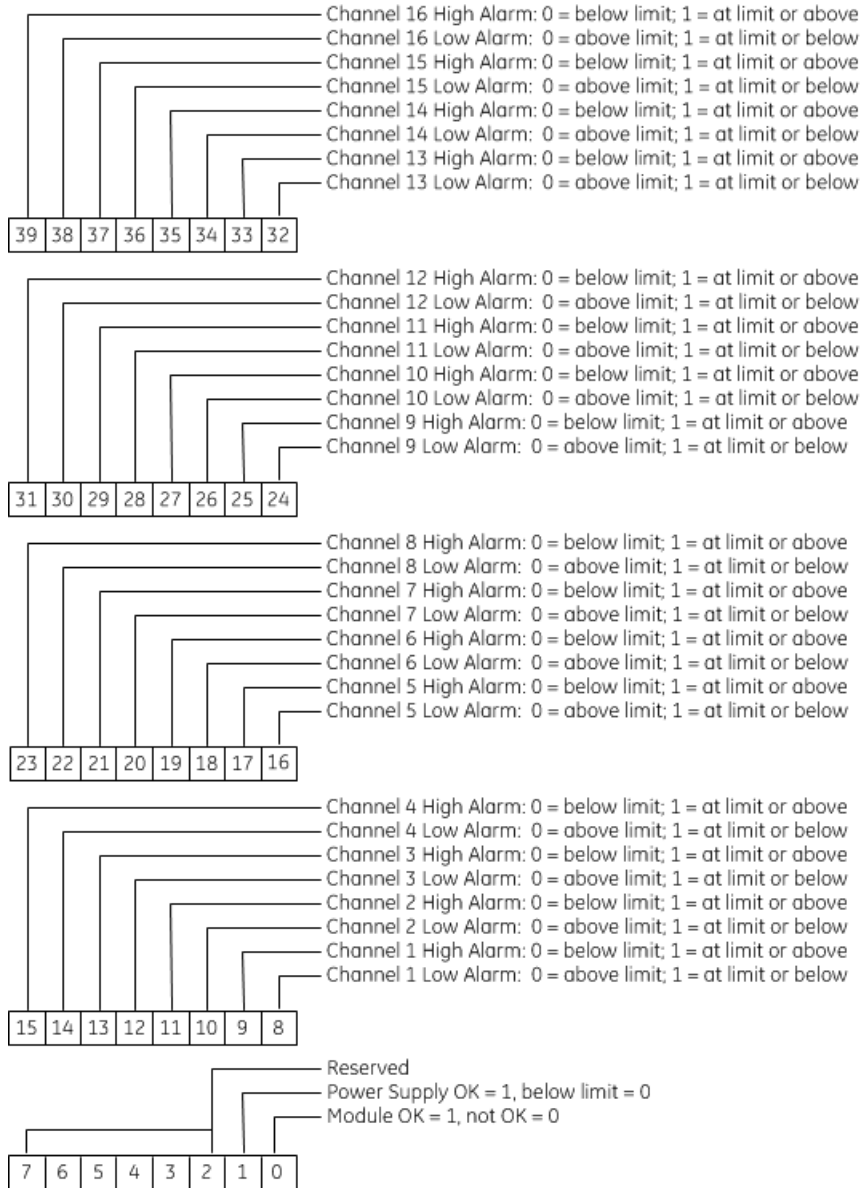 Channel 16 High Alarm: 0 = below limit; 1 = at limit or above
Channel 16 Low Alarm: 0 = above limit; 1 = at limit or below
Channel 15 High Alarm: 0 = below limit; 1 = at limit or above
Channel 15 Low Alarm: 0 = above limit; 1 = at limit or below
Channel 14 High Alarm: 0 = below limit; 1 = at limit or above
Channel 14 Low Alarm: 0 = above limit; 1 = at limit or below
Channel 13 High Alarm: 0 = below limit; 1 = at limit or above
Channel 13 Low Alarm: 0 = above limit; 1 = at limit or below
39 38 37 36 35 34 33 32
Channel 12 High Alarm: 0 = below limit; 1 = at limit or above
Channel 12 Low Alarm: 0 = above limit; 1 = at limit or below
Channel 11 High Alarm: 0 = below limit; 1 = at limit or above
Channel 11 Low Alarm: 0 = above limit; 1 = at limit or below
Channel 10 High Alarm: 0 = below limit; 1 = at limit or above
Channel 10 Low Alarm: 0 = above limit; 1 = at limit or below
Channel 9 High Alarm: 0 = below limit; 1 = at limit or above
Channel 9 Low Alarm: 0 = above limit; 1 = at limit or below
31 30 29 28 27 26 25 24
Channel 8 High Alarm: 0 = below limit; 1 = at limit or above
Channel 8 Low Alarm: 0 = above limit; 1 = at limit or below
Channel 7 High Alarm: 0 = below limit; 1 = at limit or above
Channel 7 Low Alarm: 0 = above limit; 1 = at limit or below
Channel 6 High Alarm: 0 = below limit; 1 = at limit or above
Channel 6 Low Alarm: 0 = above limit; 1 = at limit or below
Channel 5 High Alarm: 0 = below limit; 1 = at limit or above
Channel 5 Low Alarm: 0 = above limit; 1 = at limit or below
23 22 21 20 19 18 17 16
Channel 4 High Alarm: 0 = below limit; 1 = at limit or above
Channel 4 Low Alarm: 0 = above limit; 1 = at limit or below
Channel 3 High Alarm: 0 = below limit; 1 = at limit or above
Channel 3 Low Alarm: 0 = above limit; 1 = at limit or below
Channel 2 High Alarm: 0 = below limit; 1 = at limit or above
Channel 2 Low Alarm: 0 = above limit; 1 = at limit or below
Channel 1 High Alarm: 0 = below limit; 1 = at limit or above
Channel 1 Low Alarm: 0 = above limit; 1 = at limit or below
15 14 13 12 11 10 9 8
Reserved
Power Supply OK = 1, below limit = 0
Module OK = 1, not OK = 0
7 6 5 4 3 2 1 0